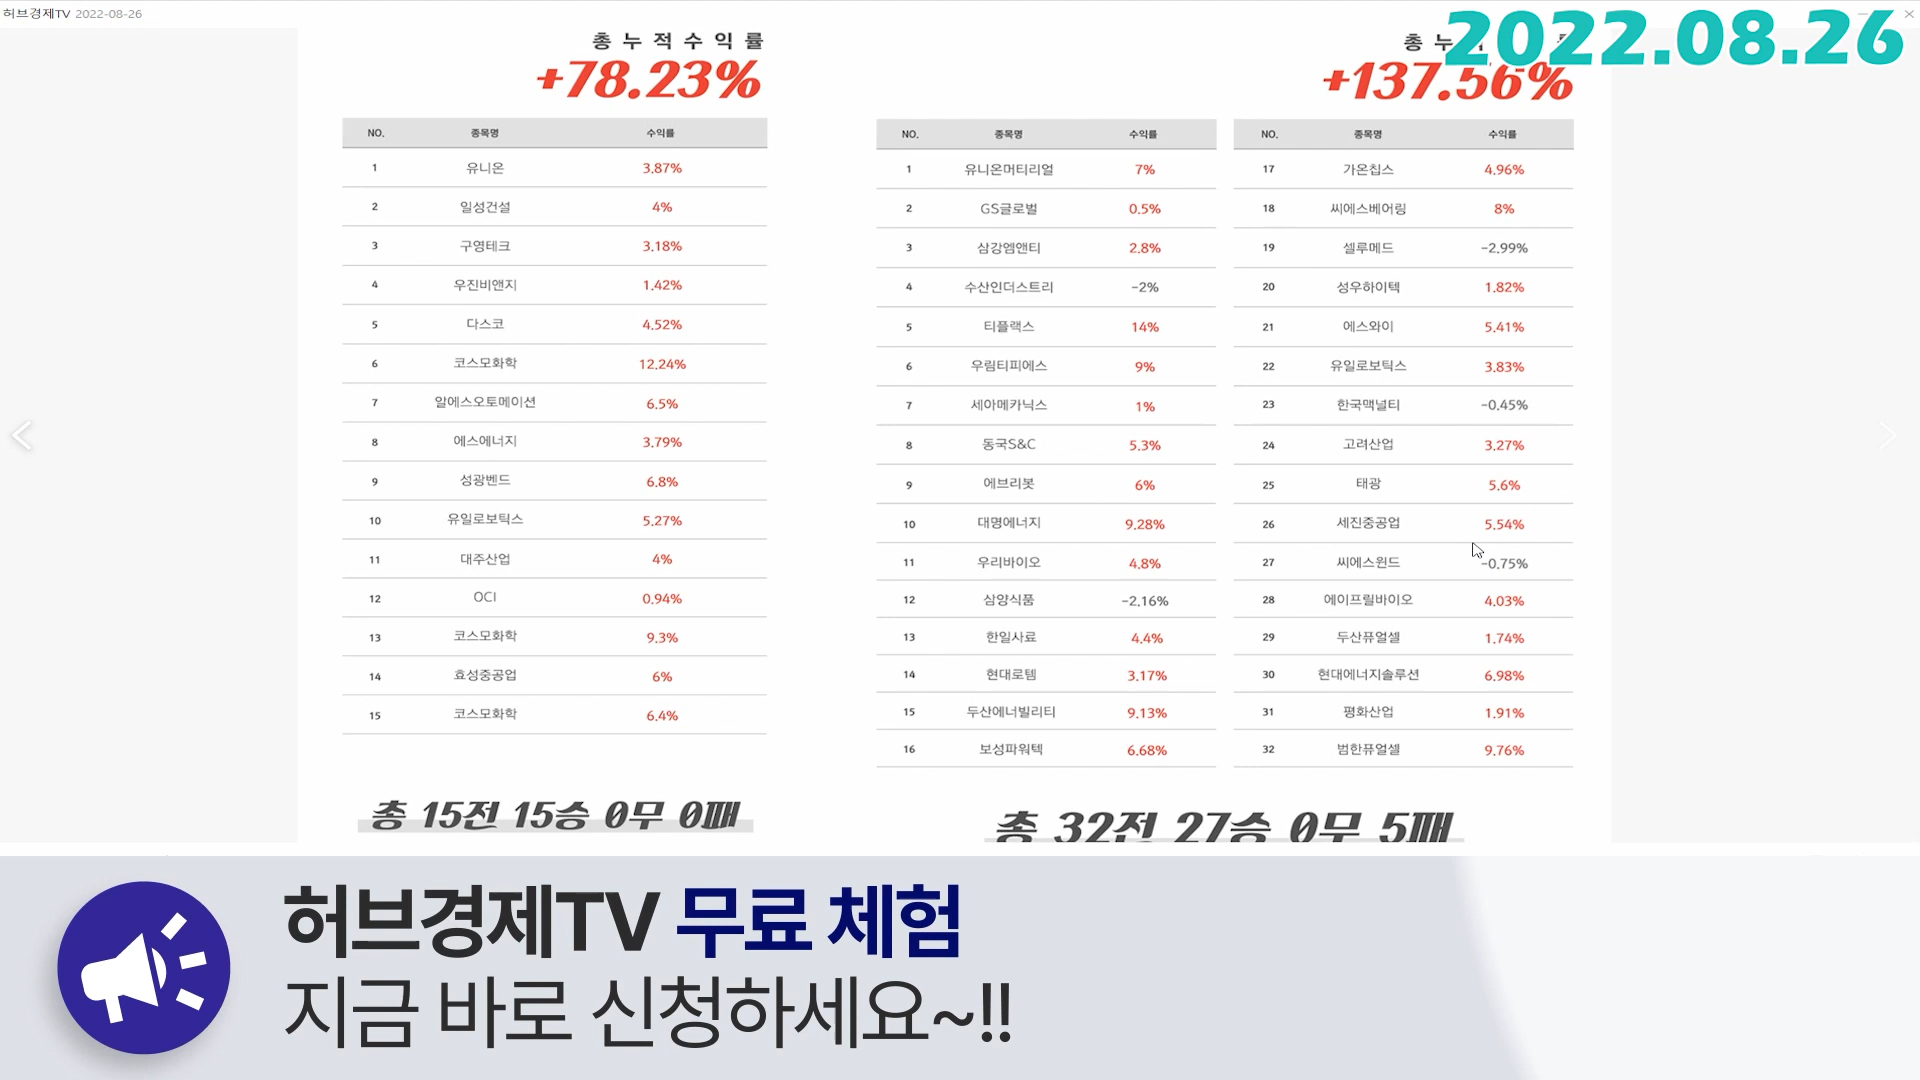 허브경제TV 2022-08-26
2022.08.26
총 누 적 수 익 률
+78.23%
NO. 종목명 수익률
1 유니온 3.87%
2 일성건설 4%
3 구영테크 3.18%
4 우진비앤지 1.42%
5 다스코 4.52%
6 코스모화학 12.24%
7 알에스오토메이션 6.5%
8 에스에너지 3.79%
9 성광벤드 6.8%
10 유일로보틱스 5.27%
11 대주산업 4%
12 OCI 0.94%
13 코스모화학 9.3%
14 효성중공업 6%
15 코스모화학 6.4%
총 15전 15승 0무 0패
총 누
+137.56%
NO. 종목명 수익률
1 유니온머티리얼 7%
2 GS글로벌 0.5%
3 삼강엠앤티 2.8%
4 수산인더스트리 -2%
5 티플랙스 14%
6 우림티피에스 9%
7 세아메카닉스 1%
8 동국S&C 5.3%
9 에브리봇 6%
10 대명에너지 9.28%
11 우리바이오 4.8%
12 삼양식품 -2.16%
13 한일사료 4.4%
14 현대로템 3.17%
15 두산에너빌리티 9.13%
16 보성파워텍 6.68%
NO. 종목명 수익률
17 가온칩스 4.96%
18 씨에스베어링 8%
19 셀루메드 -2.99%
20 성우하이텍 1.82%
21 에스와이 5.41%
22 유일로보틱스 3.83%
23 한국맥널티 -0.45%
24 고려산업 3.27%
25 태광 5.6%
26 세진중공업 5.54%
27 씨에스윈드 -0.75%
28 에이프릴바이오 4.03%
29 두산퓨얼셀 1.74%
30 현대에너지솔루션 6.98%
31 평화산업 1.91%
32 범한퓨얼셀 9.76%
총 32전 27승 0무 5패
허브경제TV 무료 체험
지금 바로 신청하세요~!!